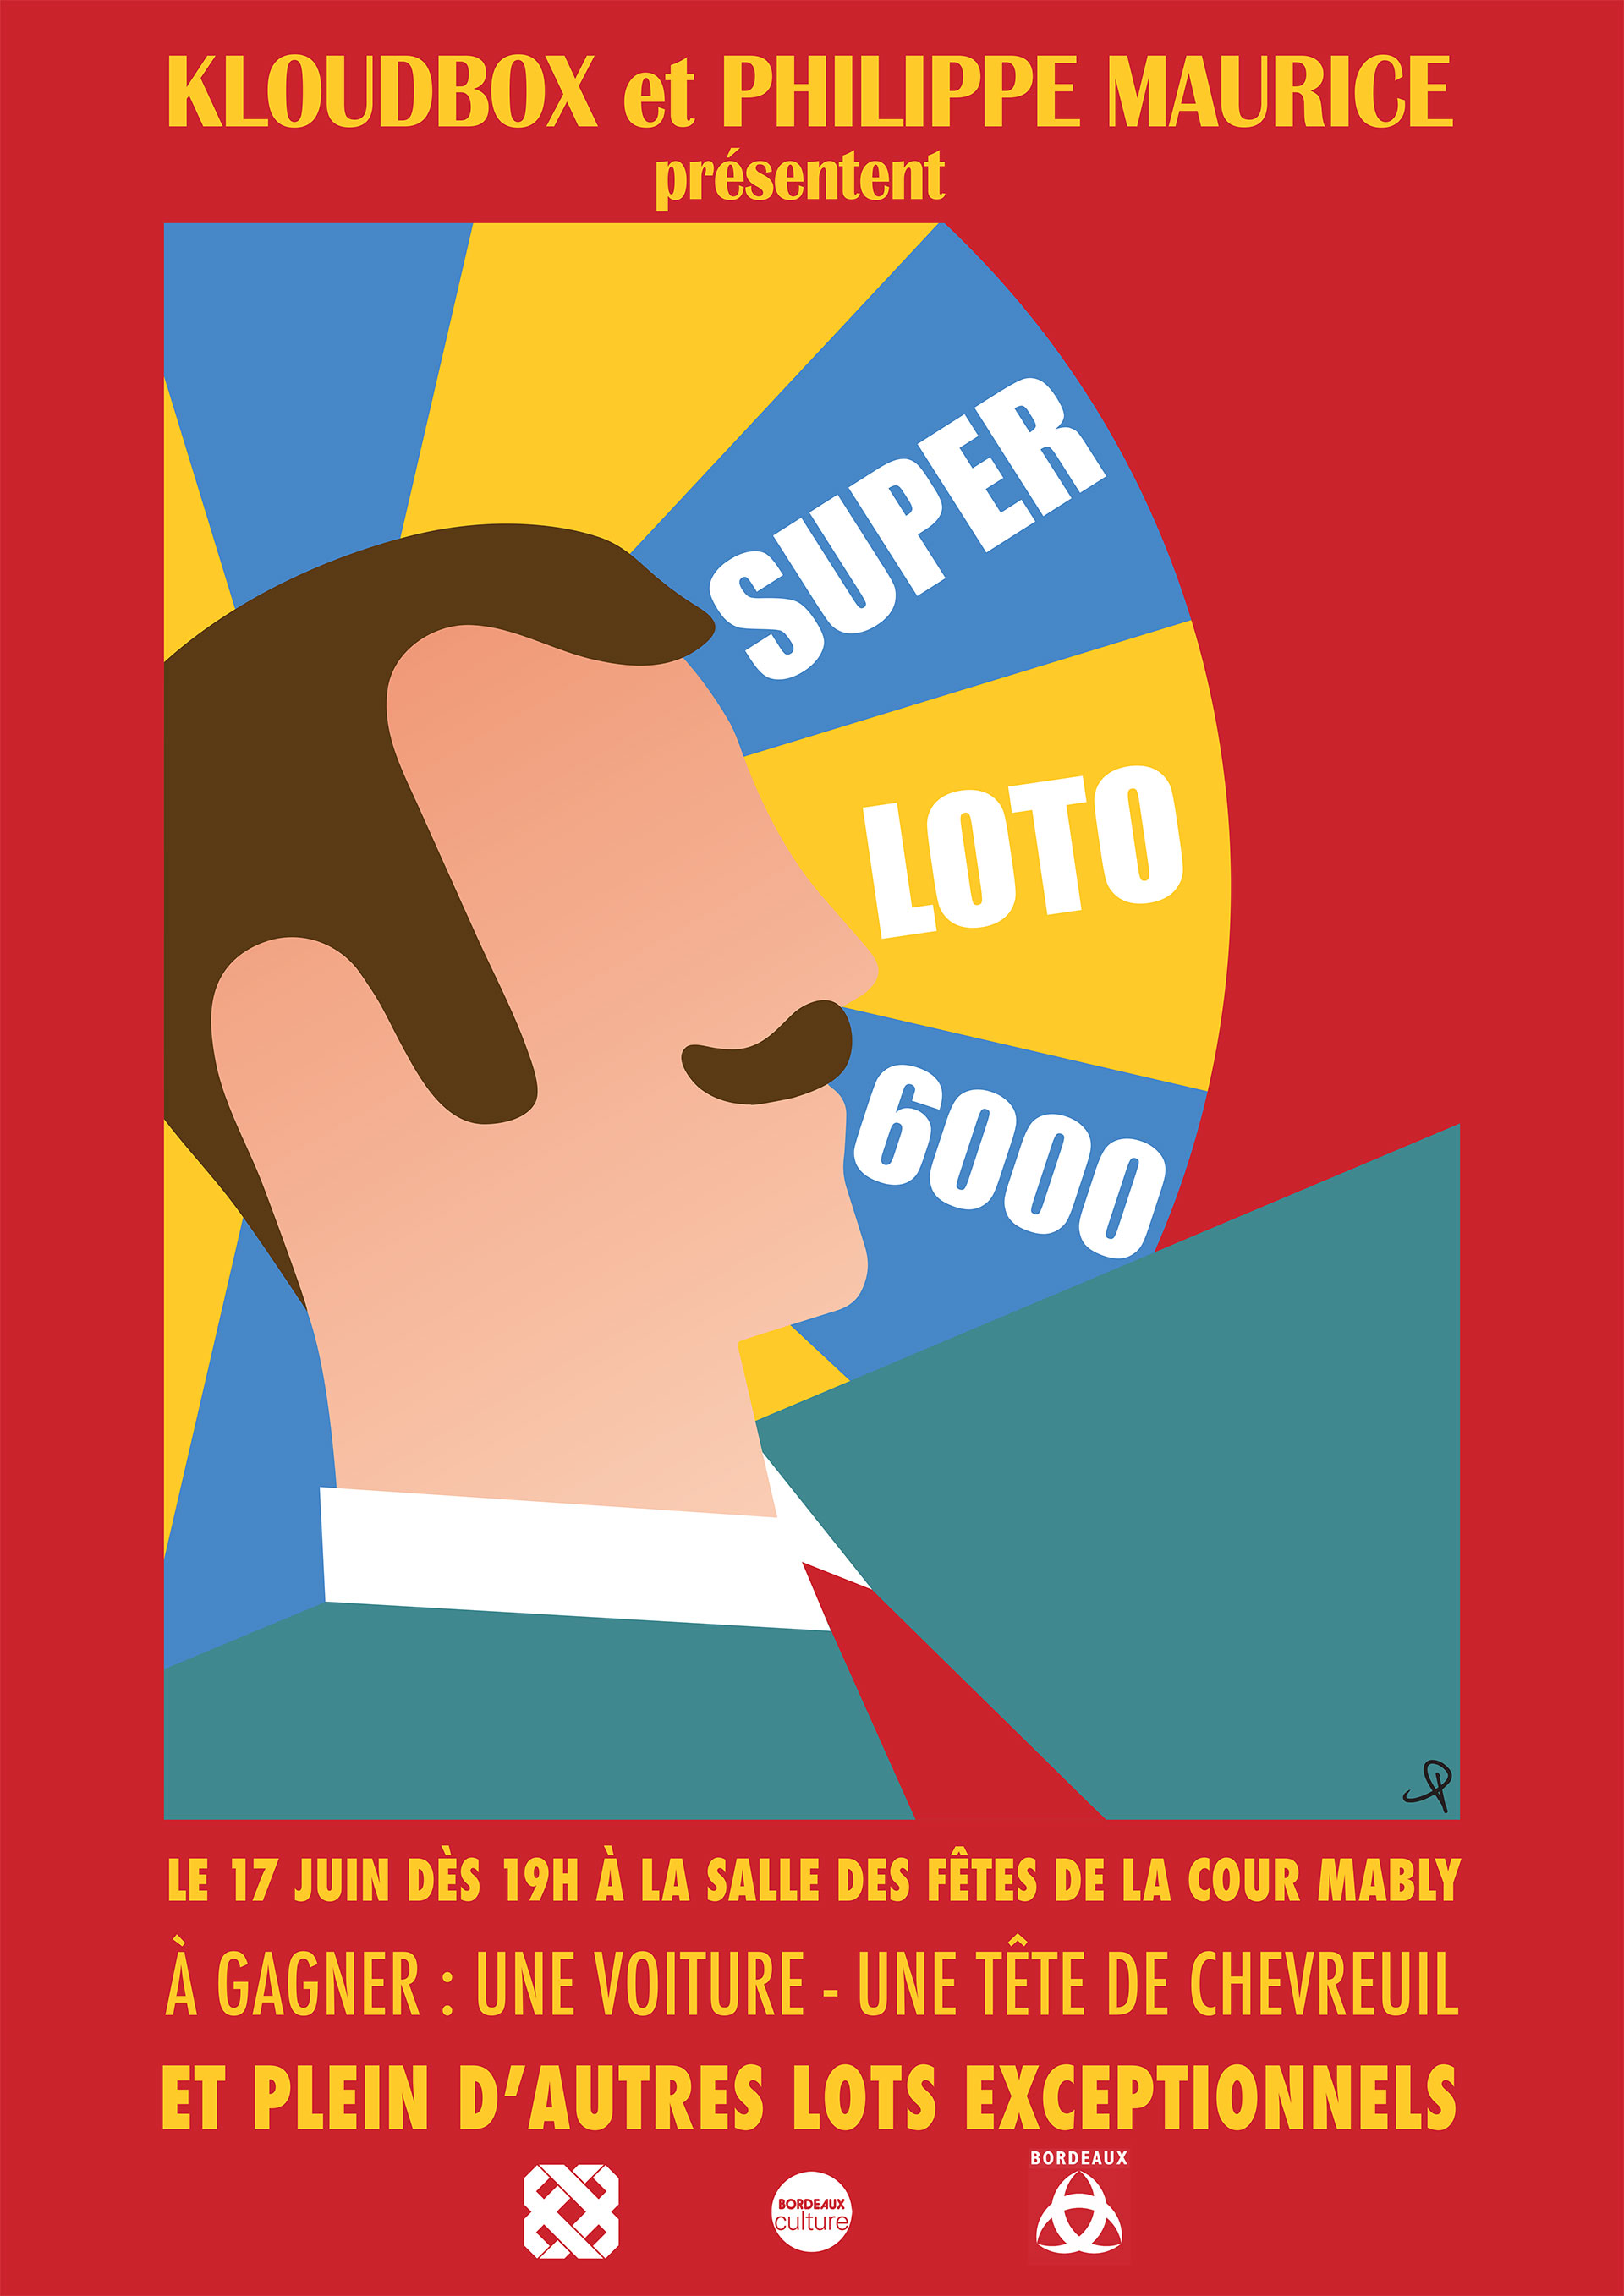 KLOUDBOX et PHILIPPE MAURICE
présentent
SUPER
LOTO
6000
LE 17 JUIN DÈS 19H À LA SALLE DES FÊTES DE LA COUR MABLY
À GAGNER : UNE VOITURE - UNE TÊTE DE CHEVREUIL
ET PLEIN D'AUTRES LOTS EXCEPTIONNELS
BORDEAUX
culture
BORDEAUX